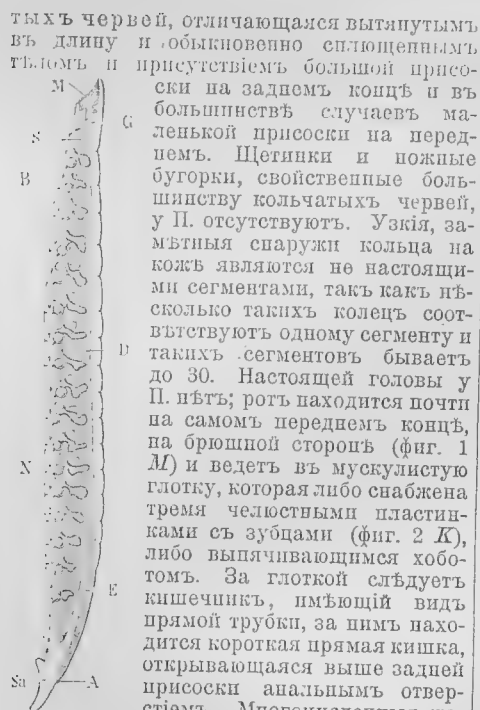 тыхъ червей, отличающаяся вытянутымъ
въ длину и обыкновенно сплющеннымъ
тѣломъ и присутствіемъ большой присо-
ски на заднемъ концѣ и въ
большинствѣ случаевъ ма-
ленькой присоски на перед-
немъ. Щетинки и ножные
бугорки, свойственные боль-
шинству кольчатыхъ червей,
у П. отсутствуютъ. Узкія, за-
мѣтныя снаружи кольца на
кожѣ являются не настоящи-
ми сегментами, такъ какъ нѣ-
сколько такихъ колецъ соот-
вѣтствуютъ одному сегменту и
такихъ сегментовъ бываетъ
до 30. Настоящей головы у
П. нѣтъ; ротъ находится почти
на самомъ переднемъ концѣ,
на брюшной сторонѣ (фиг. 1
M) и ведетъ въ мускулистую
глотку, которая либо снабжена
тремя челюстными пластин-
ками съ зубцами (фиг. 2 K),
либо выпячивающимся хобо-
томъ. За глоткой слѣдуетъ
кишечникъ, имѣющій видъ
прямой трубки, за нимъ нахо-
дится короткая прямая кишка,
открывающаяся выше задней
присоски анальнымъ отвер-
стіемъ.
M
G
S
B
D
N
E
Sa
A